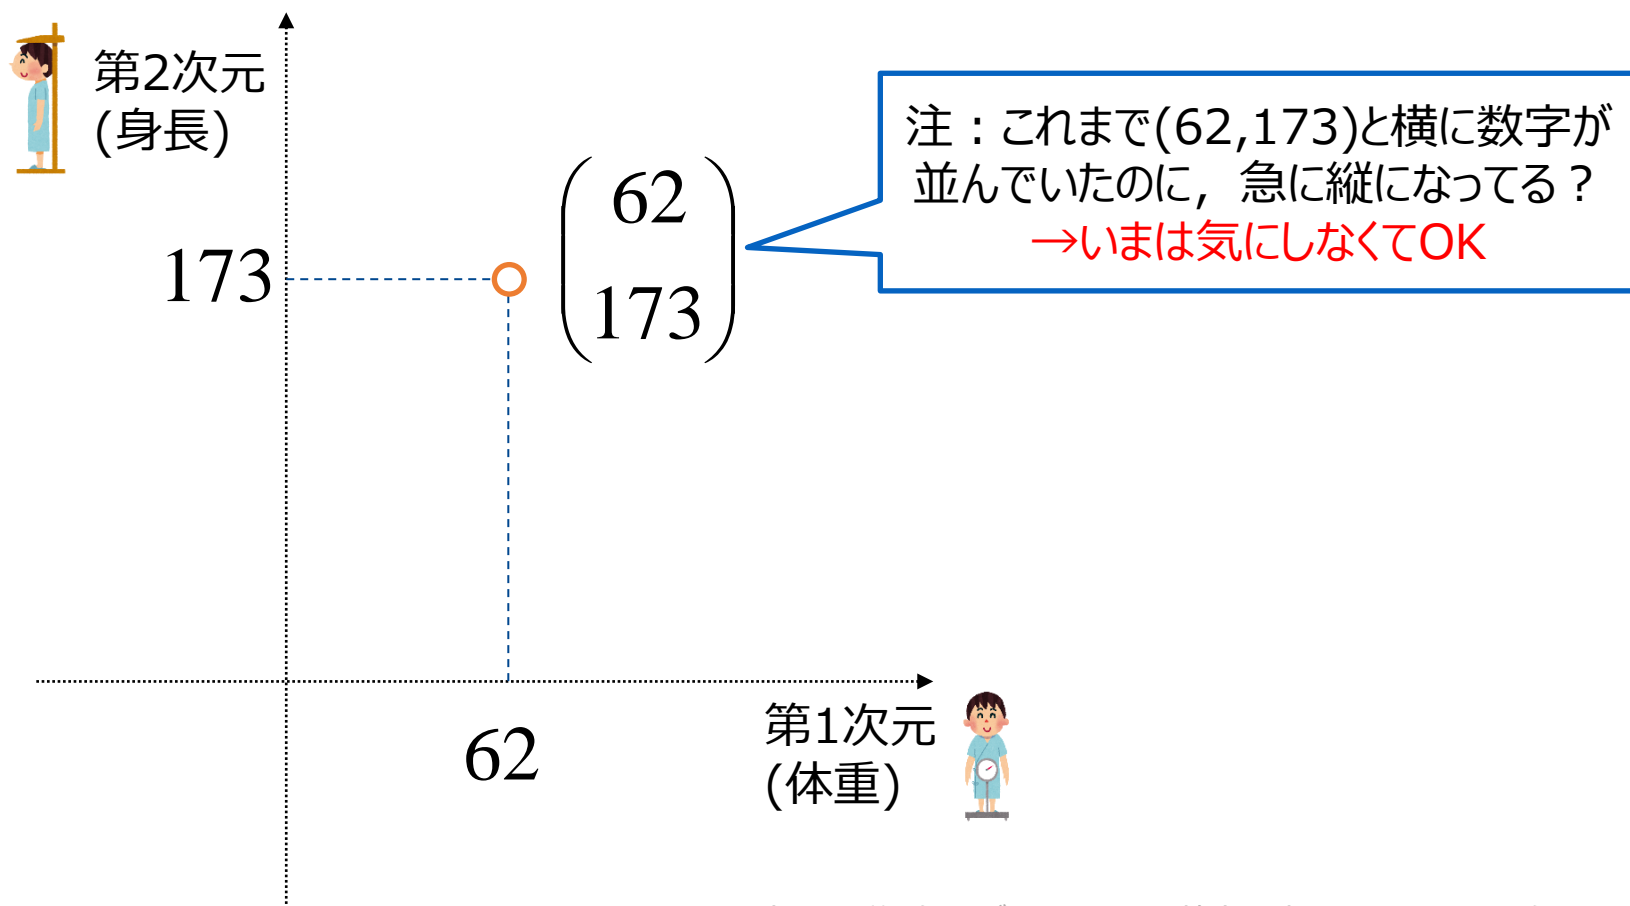 第2次元
(身長)
注：これまで(62,173)と横に数字が
並んでいたのに，急に縦になってる？
→いまは気にしなくてOK
62
173
173
62
第1次元
(体重)